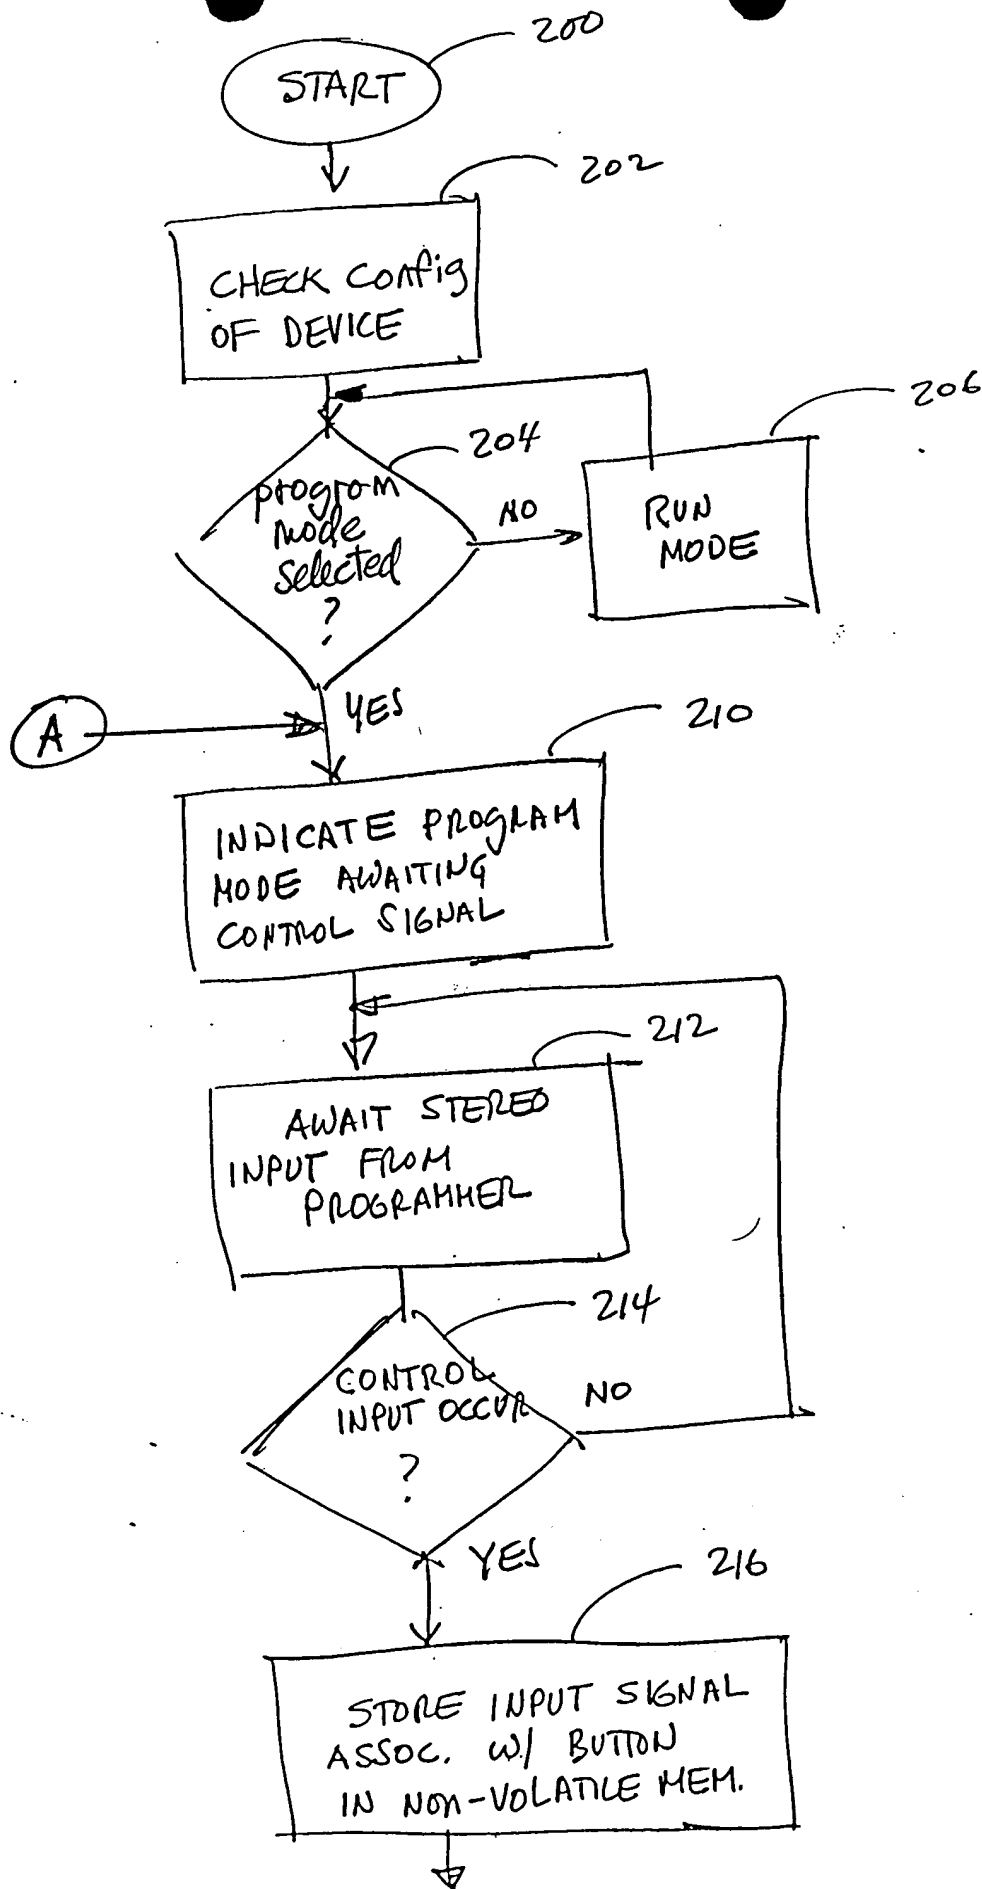 200
START
202
CHECK Config
OF DEVICE
206
204
program
mode
selected
?
NO
RUN
MODE
YES
A
210
INDICATE PROGRAM
MODE AWAITING
CONTROL SIGNAL
212
AWAIT STEREO
INPUT FROM
PROGRAMMER
214
CONTROL
INPUT OCCUR
?
NO
YES
216
STORE INPUT SIGNAL
ASSOC. W/ BUTTON
IN NON-VOLATILE MEM.